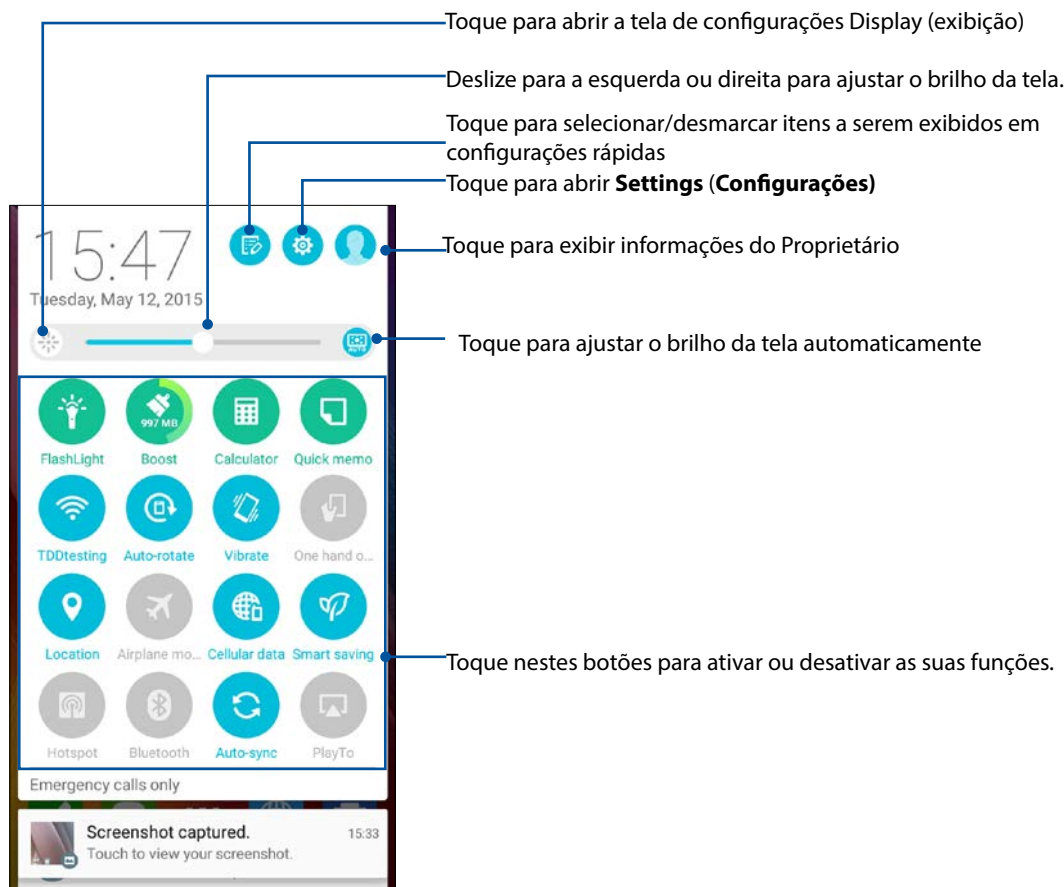 Toque para abrir a tela de configurações Display (exibição)
Deslize para a esquerda ou direita para ajustar o brilho da tela.
Toque para selecionar/desmarcar itens a serem exibidos em
configurações rápidas
Toque para abrir Settings (Configurações)
Toque para exibir informações do Proprietário
15:47
Tuesday, May 12, 2015
AUTO
Toque para ajustar o brilho da tela automaticamente
997 MB
FlashLight Boost Calculator Quick memo
TDDtesting Auto-rotate Vibrate One hand o...
Location Airplane mo... Cellular data Smart saving
Toque nestes botões para ativar ou desativar as suas funções.
Hotspot Bluetooth Auto-sync PlayTo
Emergency calls only
Screenshot captured. 15:33
Touch to view your screenshot.